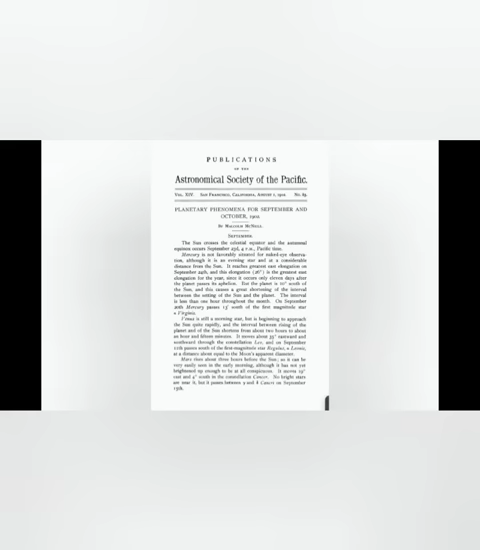 PUBLICATIONS
OF THE
Astronomical Society of the Pacific.
VOL. XIV. SAN FRANCISCO, CALIFORNIA, AUGUST 1, 1902. No. 85
PLANETARY PHENOMENA FOR SEPTEMBER AND
OCTOBER, 1902.
BY MALCOLM MCNEILL.
SEPTEMBER.
The Sun crosses the celestial equator and the autumnal
equinox occurs September 23d, 4 P.M., Pacific time.
Mercury is not favorably situated for naked-eye observa-
tion, although it is an evening star and at a considerable
distance from the Sun. It reaches greatest east elongation on
September 24th, and this elongation (26°) is the greatest east
elongation for the year, since it occurs only eleven days after
the planet passes its aphelion. But the planet is 10° south of
the Sun, and this causes a great shortening of the interval
between the setting of the Sun and the planet. The interval
is less than one hour throughout the month. On September
20th Mercury passes 13' south of the first magnitude star
α Virginis.
Venus is still a morning star, but is beginning to approach
the Sun quite rapidly, and the interval between rising of the
planet and of the Sun shortens from about two hours to about
an hour and fifteen minutes. It moves about 35° eastward and
southward through the constellation Leo, and on September
11th passes north of the first-magnitude star Regulus, α Leonis,
at a distance about equal to the Moon's apparent diameter.
Mars rises about three hours before the Sun; so it can be
very easily seen in the early morning, although it has not yet
brightened up enough to be at all conspicuous. It moves 19°
east and 4° south in the constellation Cancer. No bright stars
are near it, but it passes between γ and δ Cancri on September
15th.